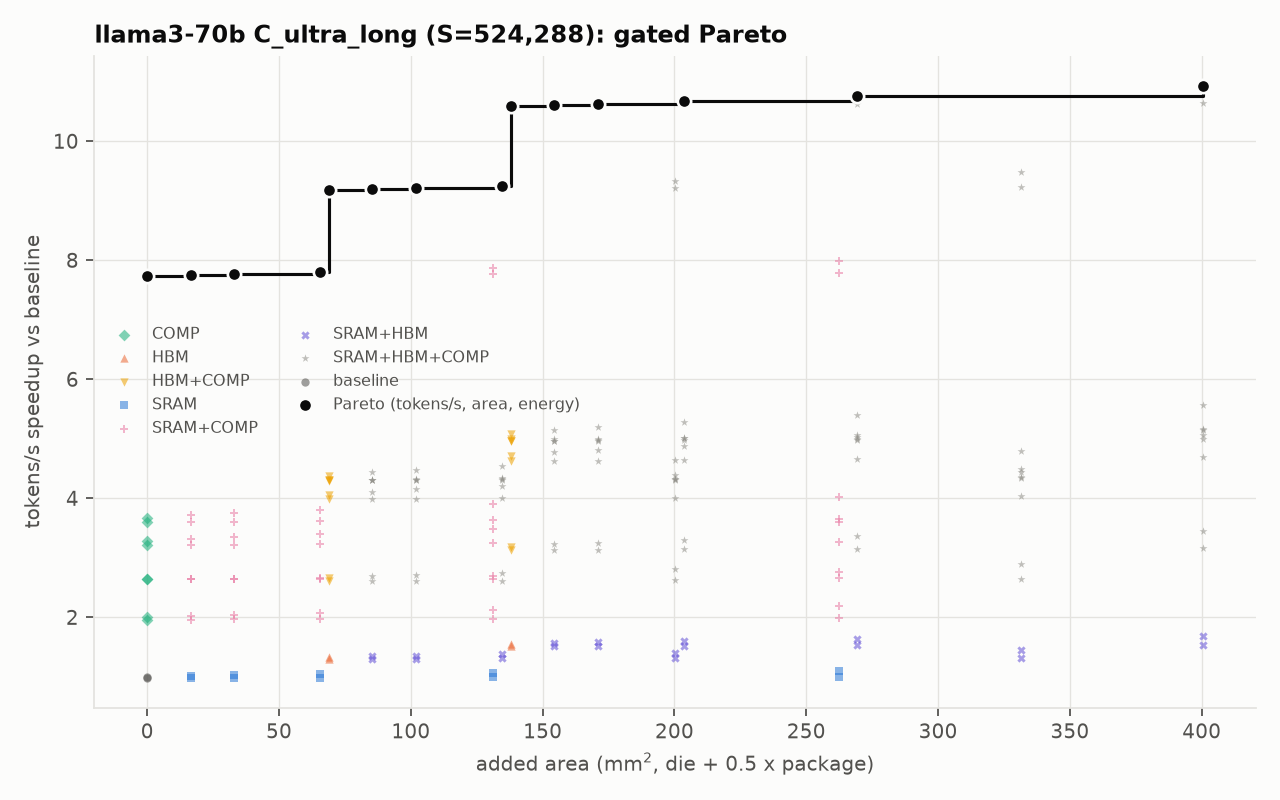 llama3-70b C_ultra_long (S=524,288): gated Pareto
tokens/s speedup vs baseline
10
8
6
4
2
COMP
HBM
HBM+COMP
SRAM
SRAM+COMP
SRAM+HBM
SRAM+HBM+COMP
baseline
Pareto (tokens/s, area, energy)
0 50 100 150 200 250 300 350 400
added area (mm², die + 0.5 x package)